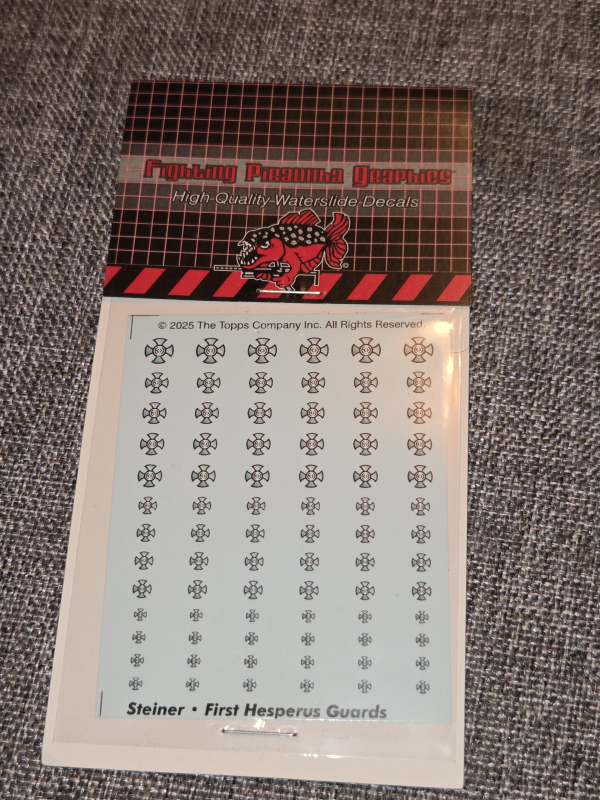 Fighting Piranha Graphics
High-Quality Waterslide Decals
© 2025 The Topps Company Inc. All Rights Reserved
Steiner • First Hesperus Guards